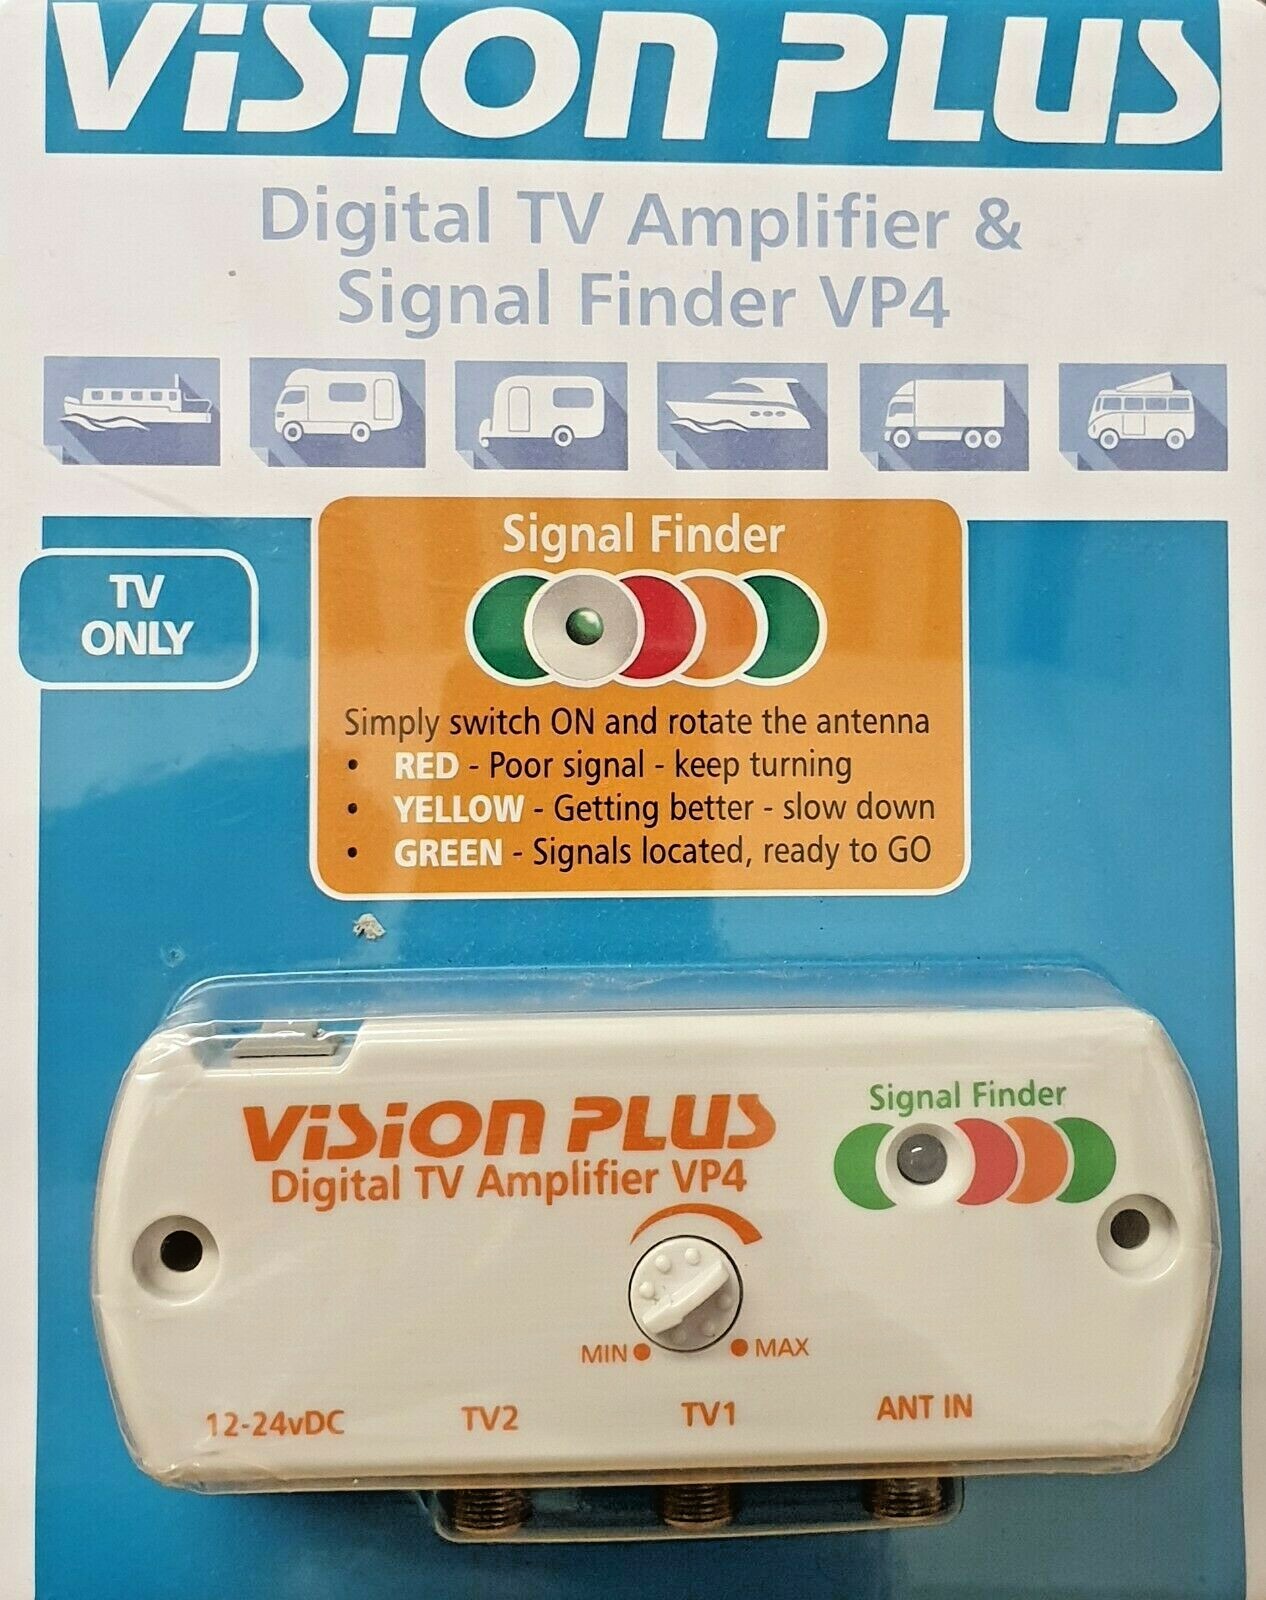 ViSiON PLUS
Digital TV Amplifier &
Signal Finder VP4
TV
ONLY
Signal Finder
Simply switch ON and rotate the antenna
• RED - Poor signal - keep turning
• YELLOW - Getting better - slow down
• GREEN - Signals located, ready to GO
ViSiON PLUS
Digital TV Amplifier VP4
Signal Finder
MIN
MAX
12-24vDC
TV2
TV1
ANT IN